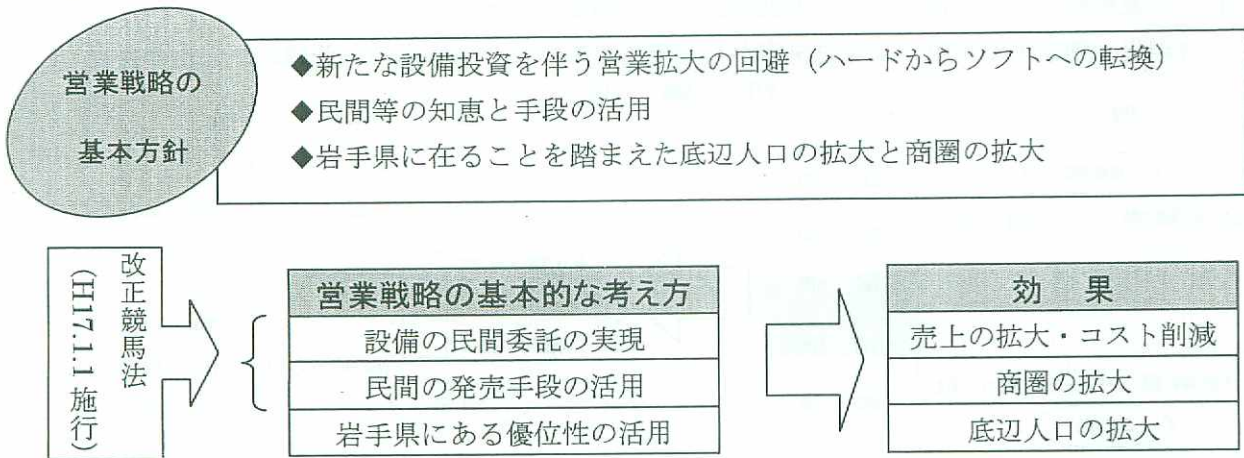 営業戦略の
基本方針
◆新たな設備投資を伴う営業拡大の回避(ハードからソフトへの転換)
◆民間等の知恵と手段の活用
◆岩手県に在ることを踏まえた底辺人口の拡大と商圏の拡大
改正競馬法
(H17.1.1 施行)
営業戦略の基本的な考え方
設備の民間委託の実現
民間の発売手段の活用
岩手県にある優位性の活用
効 果
売上の拡大・コスト削減
商圏の拡大
底辺人口の拡大